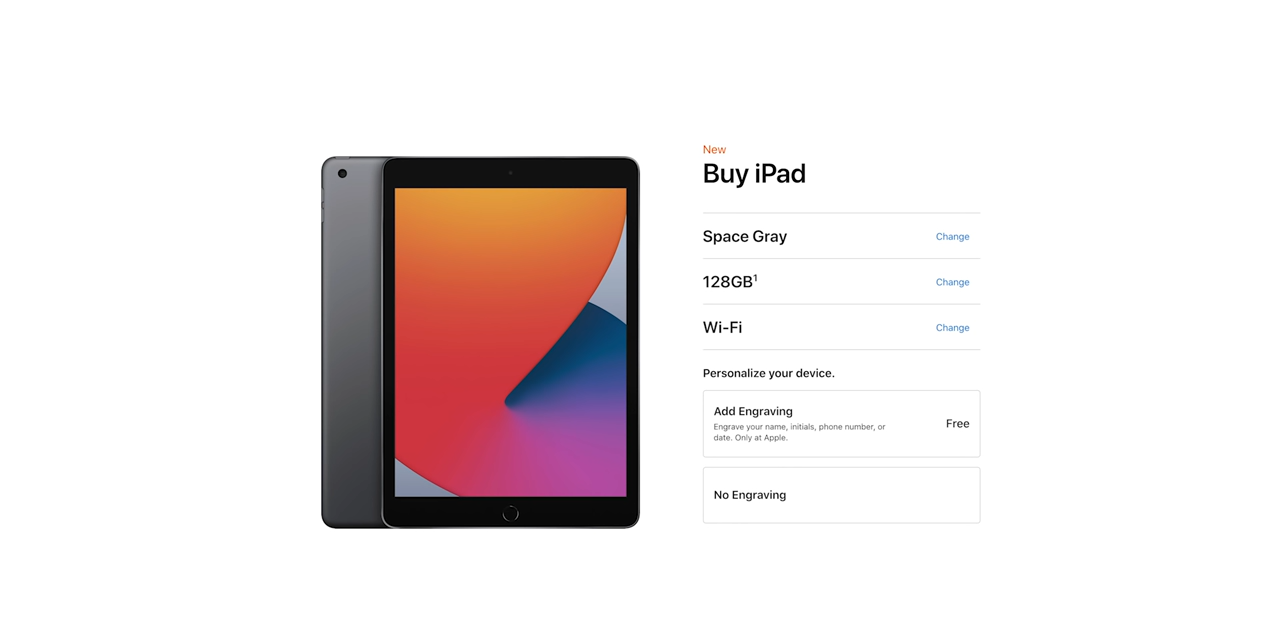 New
Buy iPad
Space Gray
Change
128GB¹
Change
Wi-Fi
Change
Personalize your device.
Add Engraving
Engrave your name, initials, phone number, or
date. Only at Apple.
Free
No Engraving